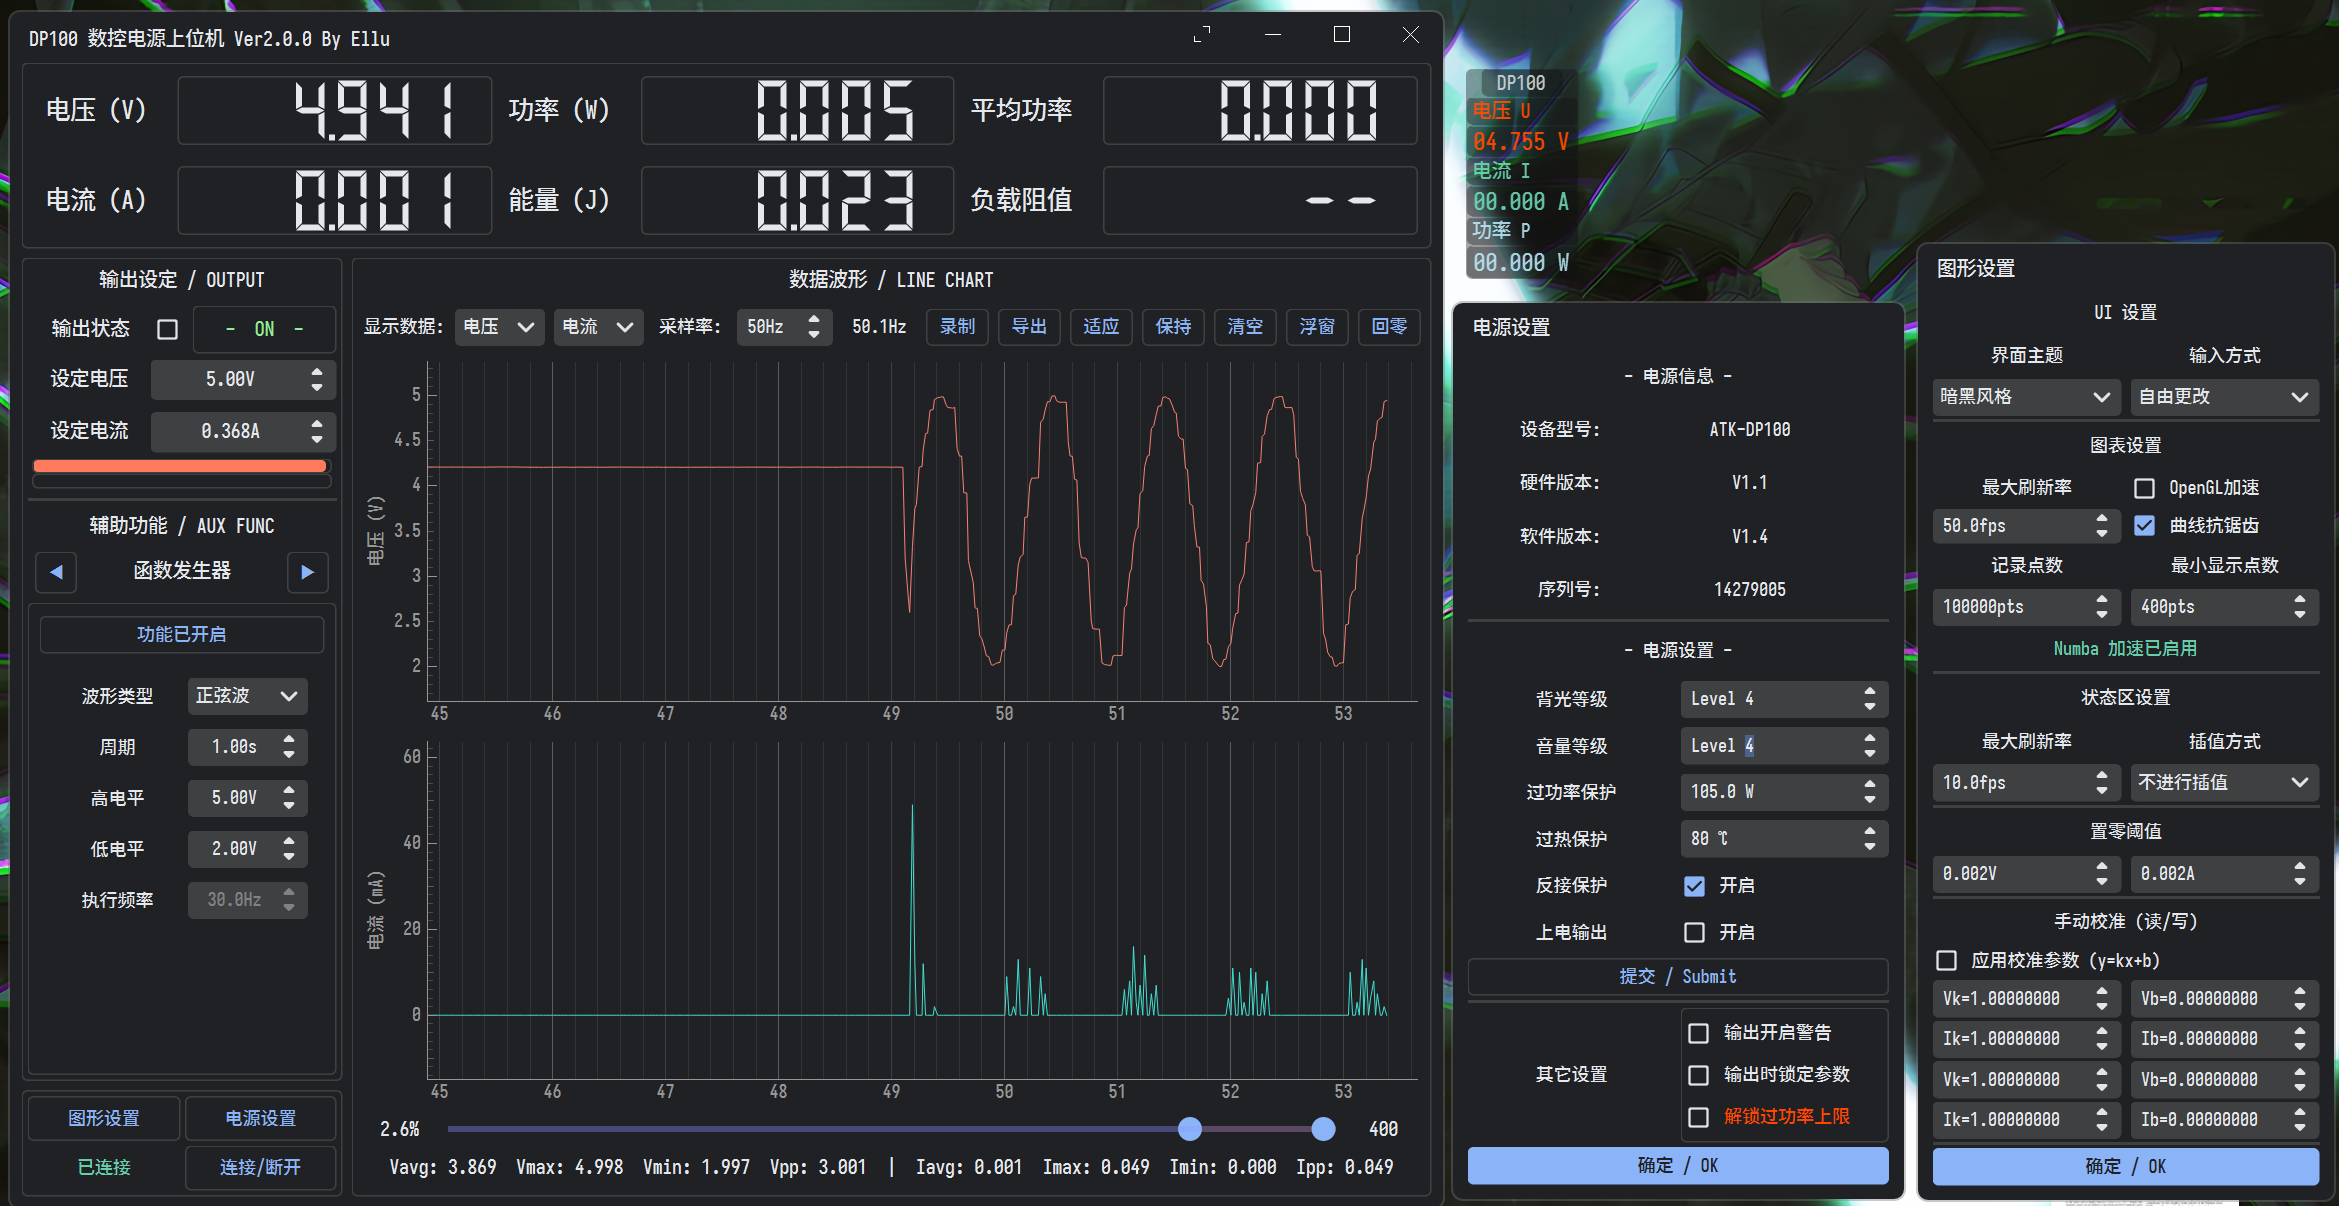 DP100 数控电源上位机 Ver2.0.0 By Ellu
电压 (V) 4.941 功率 (W) 0.005 平均功率 0.000
电流 (A) 0.001 能量 (J) 0.023 负载阻值 --
输出设定 / OUTPUT
输出状态 - ON -
设定电压 5.00V
设定电流 0.368A
辅助功能 / AUX FUNC
函数发生器
功能已开启
波形类型 正弦波
周期 1.00s
高电平 5.00V
低电平 2.00V
执行频率 30.0Hz
图形设置 电源设置
已连接 连接/断开
数据波形 / LINE CHART
显示数据: 电压 电流 采样率: 50Hz 50.1Hz 录制 导出 适应 保持 清空 浮窗 回零
电压 (V)
5
4.5
4
3.5
3
2.5
2
45 46 47 48 49 50 51 52 53
电流 (mA)
60
40
20
0
45 46 47 48 49 50 51 52 53
2.6% 400
Vavg: 3.869 Vmax: 4.998 Vmin: 1.997 Vpp: 3.001 | Iavg: 0.001 Imax: 0.049 Imin: 0.000 Ipp: 0.049
DP100
电压 U
04.755 V
电流 I
00.000 A
功率 P
00.000 W
电源设置
- 电源信息 -
设备型号: ATK-DP100
硬件版本: V1.1
软件版本: V1.4
序列号: 14279005
- 电源设置 -
背光等级 Level 4
音量等级 Level 4
过功率保护 105.0 W
过热保护 80 ℃
反接保护 开启
上电输出 开启
提交 / Submit
其它设置
输出开启警告
输出时锁定参数
解锁过功率上限
确定 / OK
图形设置
UI 设置
界面主题 输入方式
暗黑风格 自由更改
图表设置
最大刷新率 OpenGL加速
50.0fps 曲线抗锯齿
记录点数 最小显示点数
100000pts 400pts
Numba 加速已启用
状态区设置
最大刷新率 插值方式
10.0fps 不进行插值
置零阈值
0.002V 0.002A
手动校准 (读/写)
应用校准参数 (y=kx+b)
Vk=1.00000000 Vb=0.00000000
Ik=1.00000000 Ib=0.00000000
Vk=1.00000000 Vb=0.00000000
Ik=1.00000000 Ib=0.00000000
确定 / OK